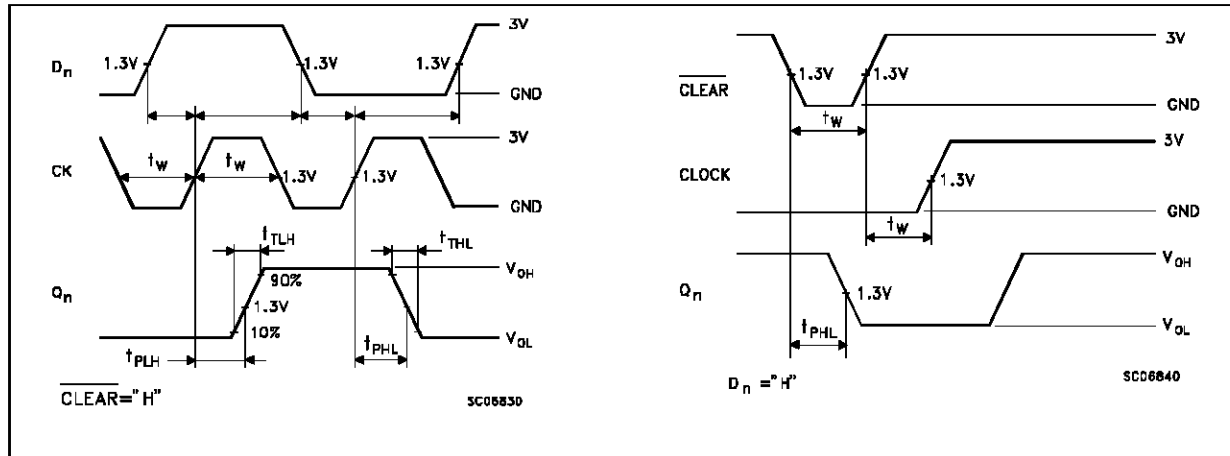 3V
Dn
1.3V
1.3V
1.3V
GND
3V
CK
tW
tW
1.3V
1.3V
GND
tTLH
tTHL
VOH
90%
Qn
1.3V
10%
VOL
tPLH
tPHL
CLEAR="H"
SC06830
3V
1.3V
1.3V
CLEAR
GND
tW
3V
CLOCK
1.3V
GND
tW
VOH
Qn
1.3V
VOL
tPHL
Dn="H"
SC06840